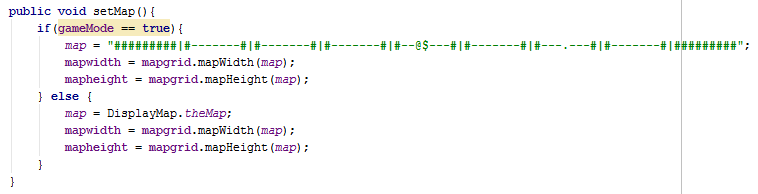 public void setMap(){
    if(gameMode == true){
        map = "#########|#-------#|#-------#|#-------#|#--@$---#|#-------#|#---.---#|#-------#|#########";
        mapwidth = mapgrid.mapWidth(map);
        mapheight = mapgrid.mapHeight(map);
    } else {
        map = DisplayMap.theMap;
        mapwidth = mapgrid.mapWidth(map);
        mapheight = mapgrid.mapHeight(map);
    }
}